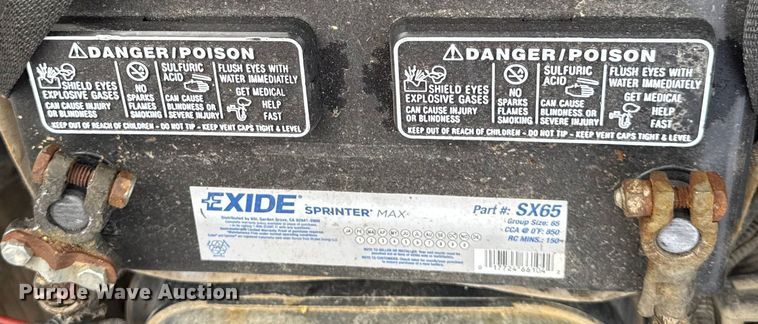 DANGER/POISON
SHIELD EYES
EXPLOSIVE GASES
CAN CAUSE INJURY
OR BLINDNESS
NO
SPARKS
FLAMES
SMOKING
SULFURIC
ACID
CAN CAUSE
BLINDNESS OR
SEVERE INJURY
FLUSH EYES WITH
WATER IMMEDIATELY
GET MEDICAL
HELP
FAST
KEEP OUT OF REACH OF CHILDREN - DO NOT TIP - KEEP VENT CAPS TIGHT & LEVEL
DANGER/POISON
SHIELD EYES
EXPLOSIVE GASES
CAN CAUSE INJURY
OR BLINDNESS
NO
SPARKS
FLAMES
SMOKING
SULFURIC
ACID
CAN CAUSE
BLINDNESS OR
SEVERE INJURY
FLUSH EYES WITH
WATER IMMEDIATELY
GET MEDICAL
HELP
FAST
KEEP OUT OF REACH OF CHILDREN - DO NOT TIP - KEEP VENT CAPS TIGHT & LEVEL
EXIDE SPRINTER MAX
Part #: SX65
Group Size: 65
CCA @ 0°F: 850
RC MINS.: 150
Purple Wave Auction